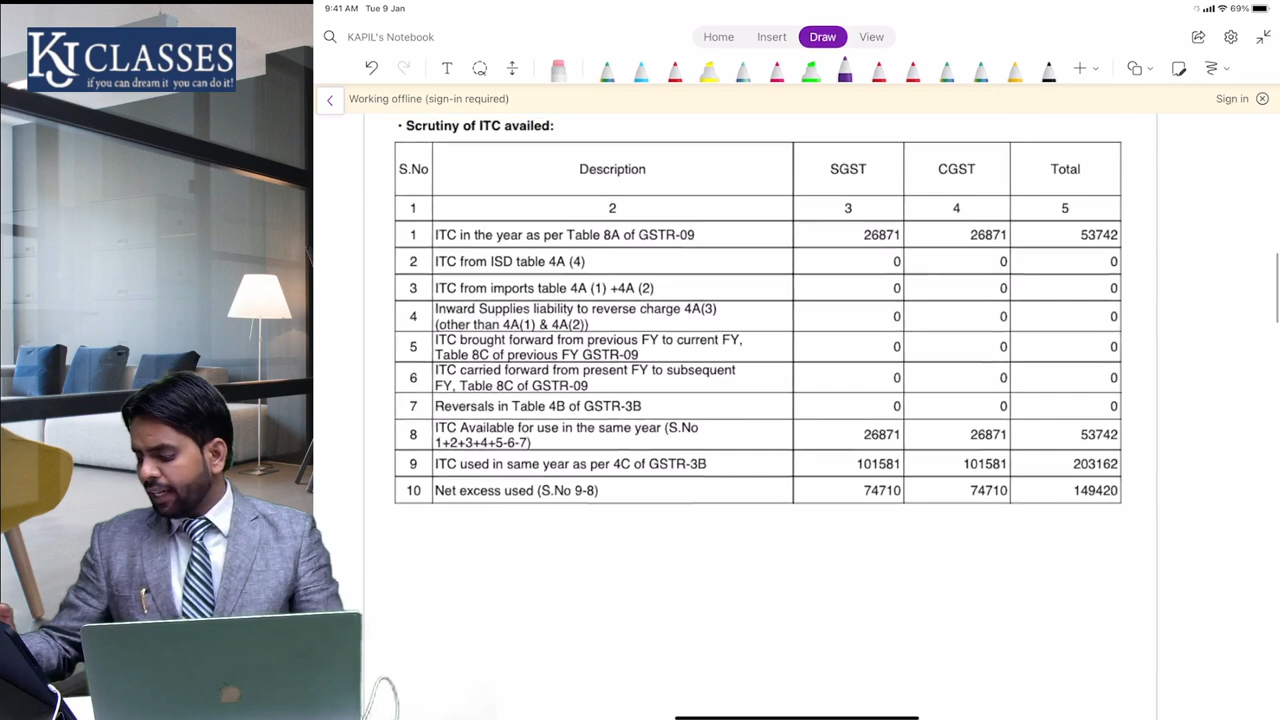 9:41 AM Tue 9 Jan
69%
KJ CLASSES
if you can dream it you can do it!
KAPIL's Notebook
Home Insert Draw View
T
Working offline (sign-in required)
Sign in
· Scrutiny of ITC availed:
S.No Description SGST CGST Total
1 2 3 4 5
1 ITC in the year as per Table 8A of GSTR-09 26871 26871 53742
2 ITC from ISD table 4A (4) 0 0 0
3 ITC from imports table 4A (1) +4A (2) 0 0 0
4 Inward Supplies liability to reverse charge 4A(3)
(other than 4A(1) & 4A(2)) 0 0 0
5 ITC brought forward from previous FY to current FY,
Table 8C of previous FY GSTR-09 0 0 0
6 ITC carried forward from present FY to subsequent
FY, Table 8C of GSTR-09 0 0 0
7 Reversals in Table 4B of GSTR-3B 0 0 0
8 ITC Available for use in the same year (S.No
1+2+3+4+5-6-7) 26871 26871 53742
9 ITC used in same year as per 4C of GSTR-3B 101581 101581 203162
10 Net excess used (S.No 9-8) 74710 74710 149420